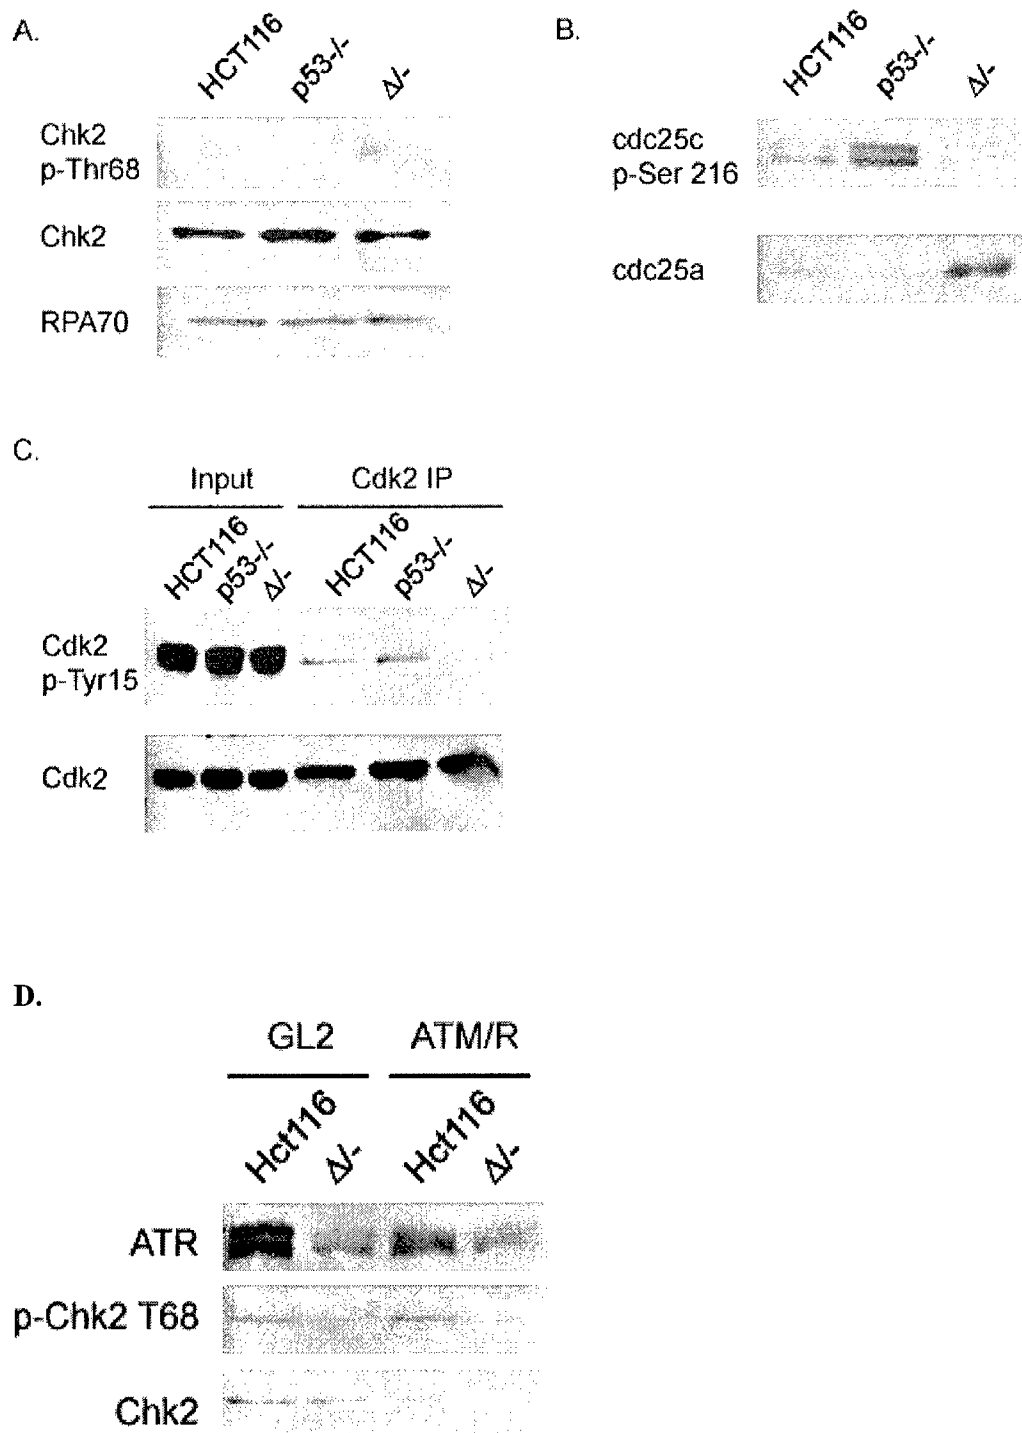 A.
HCT116 p53-/- Δ/-
Chk2
p-Thr68
Chk2
RPA70
B.
HCT116 p53-/- Δ/-
cdc25c
p-Ser 216
cdc25a
C.
Input Cdk2 IP
HCT116 p53-/- Δ/- HCT116 p53-/- Δ/-
Cdk2
p-Tyr15
Cdk2
D.
GL2 ATM/R
Hct116 Δ/- Hct116 Δ/-
ATR
p-Chk2 T68
Chk2